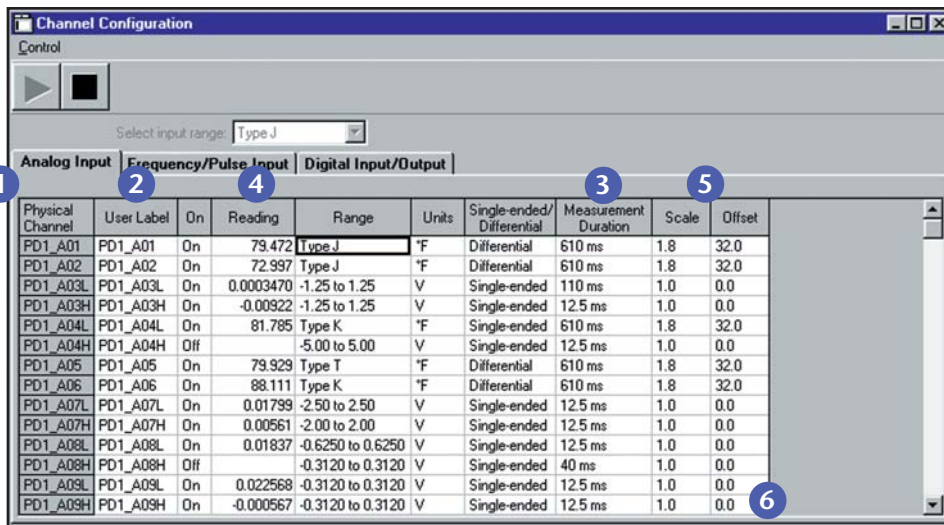 Channel Configuration
Control
Select input range: Type J
Analog Input Frequency/Pulse Input Digital Input/Output
1 2 4 3 5
Physical Channel User Label On Reading Range Units Single-ended/ Differential Measurement Duration Scale Offset
PD1_A01 PD1_A01 On 79.472 Type J °F Differential 610 ms 1.8 32.0
PD1_A02 PD1_A02 On 72.997 Type J °F Differential 610 ms 1.8 32.0
PD1_A03L PD1_A03L On 0.0003470 -1.25 to 1.25 V Single-ended 110 ms 1.0 0.0
PD1_A03H PD1_A03H On -0.00922 -1.25 to 1.25 V Single-ended 12.5 ms 1.0 0.0
PD1_A04L PD1_A04L On 81.785 Type K °F Single-ended 610 ms 1.8 32.0
PD1_A04H PD1_A04H Off -5.00 to 5.00 V Single-ended 12.5 ms 1.0 0.0
PD1_A05 PD1_A05 On 79.929 Type T °F Differential 610 ms 1.8 32.0
PD1_A06 PD1_A06 On 88.111 Type K °F Differential 610 ms 1.8 32.0
PD1_A07L PD1_A07L On 0.01799 -2.50 to 2.50 V Single-ended 12.5 ms 1.0 0.0
PD1_A07H PD1_A07H On 0.00561 -2.00 to 2.00 V Single-ended 12.5 ms 1.0 0.0
PD1_A08L PD1_A08L On 0.01837 -0.6250 to 0.6250 V Single-ended 12.5 ms 1.0 0.0
PD1_A08H PD1_A08H Off -0.3120 to 0.3120 V Single-ended 40 ms 1.0 0.0
PD1_A09L PD1_A09L On 0.022568 -0.3120 to 0.3120 V Single-ended 12.5 ms 1.0 0.0
PD1_A09H PD1_A09H On -0.000567 -0.3120 to 0.3120 V Single-ended 12.5 ms 1.0 0.0
6